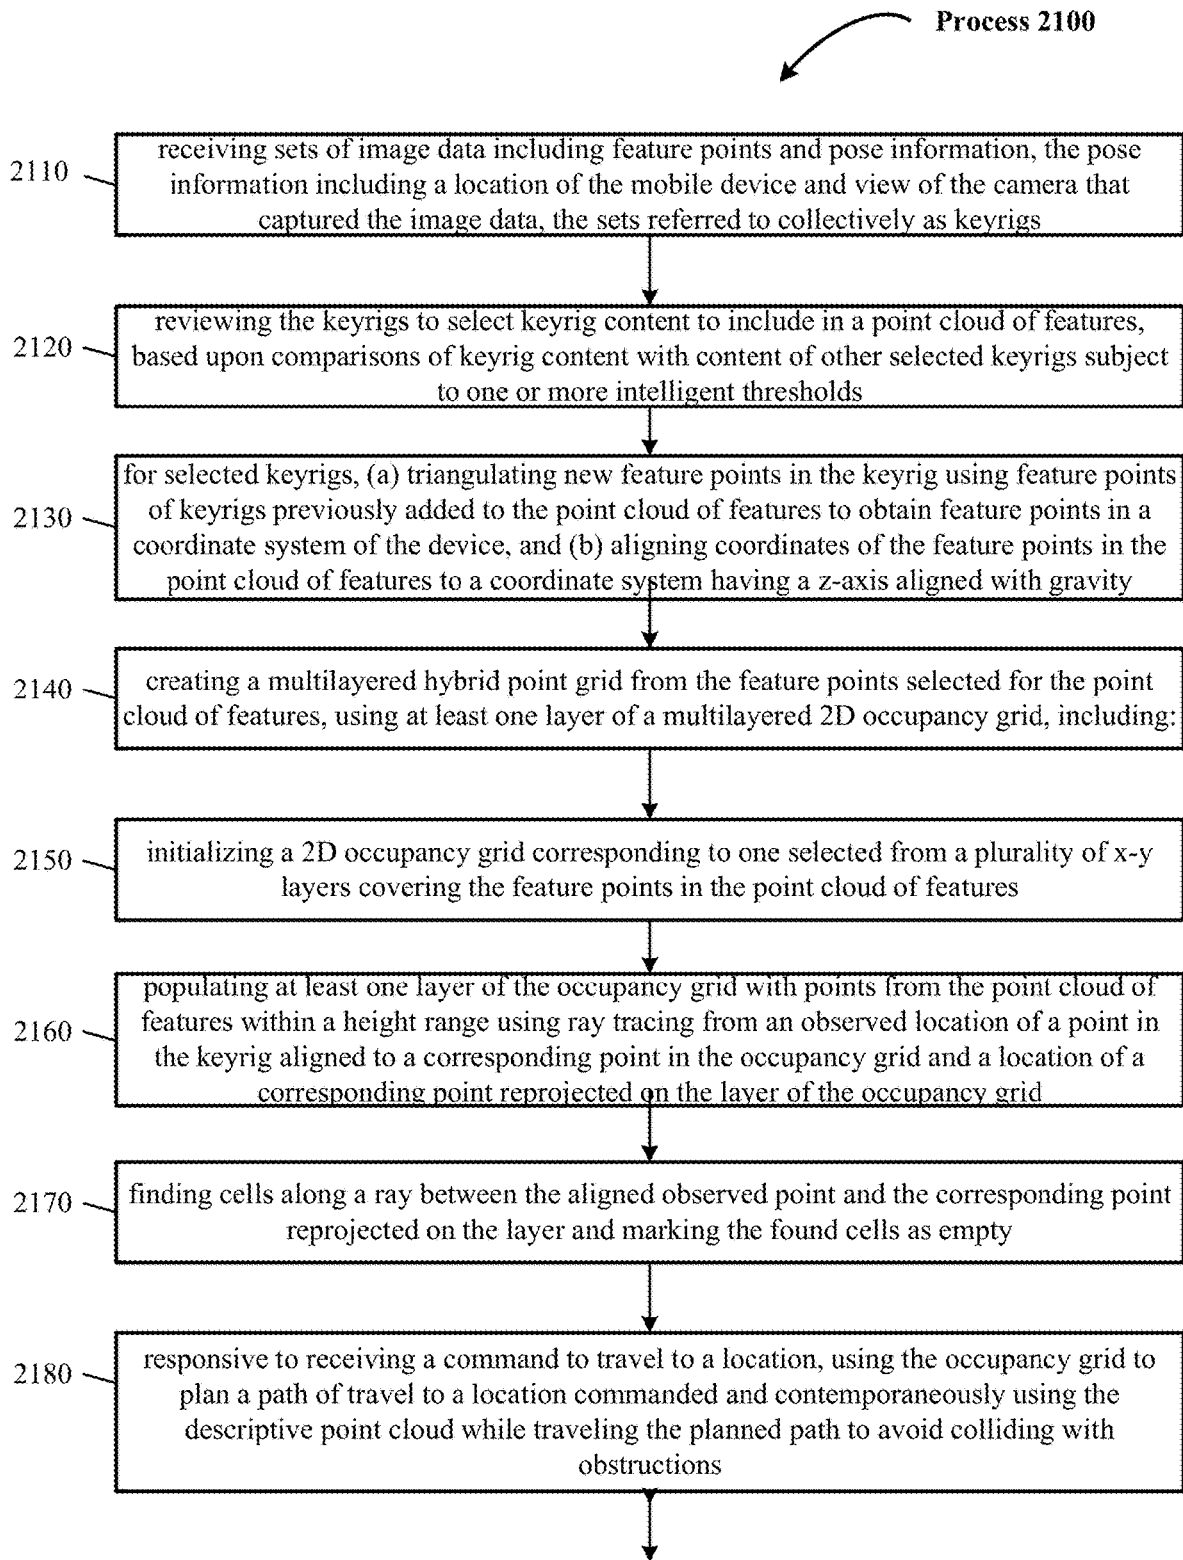 Process 2100
2110
receiving sets of image data including feature points and pose information, the pose
information including a location of the mobile device and view of the camera that
captured the image data, the sets referred to collectively as keyrigs
2120
reviewing the keyrigs to select keyrig content to include in a point cloud of features,
based upon comparisons of keyrig content with content of other selected keyrigs subject
to one or more intelligent thresholds
2130
for selected keyrigs, (a) triangulating new feature points in the keyrig using feature points
of keyrigs previously added to the point cloud of features to obtain feature points in a
coordinate system of the device, and (b) aligning coordinates of the feature points in the
point cloud of features to a coordinate system having a z-axis aligned with gravity
2140
creating a multilayered hybrid point grid from the feature points selected for the point
cloud of features, using at least one layer of a multilayered 2D occupancy grid, including:
2150
initializing a 2D occupancy grid corresponding to one selected from a plurality of x-y
layers covering the feature points in the point cloud of features
2160
populating at least one layer of the occupancy grid with points from the point cloud of
features within a height range using ray tracing from an observed location of a point in
the keyrig aligned to a corresponding point in the occupancy grid and a location of a
corresponding point reprojected on the layer of the occupancy grid
2170
finding cells along a ray between the aligned observed point and the corresponding point
reprojected on the layer and marking the found cells as empty
2180
responsive to receiving a command to travel to a location, using the occupancy grid to
plan a path of travel to a location commanded and contemporaneously using the
descriptive point cloud while traveling the planned path to avoid colliding with
obstructions